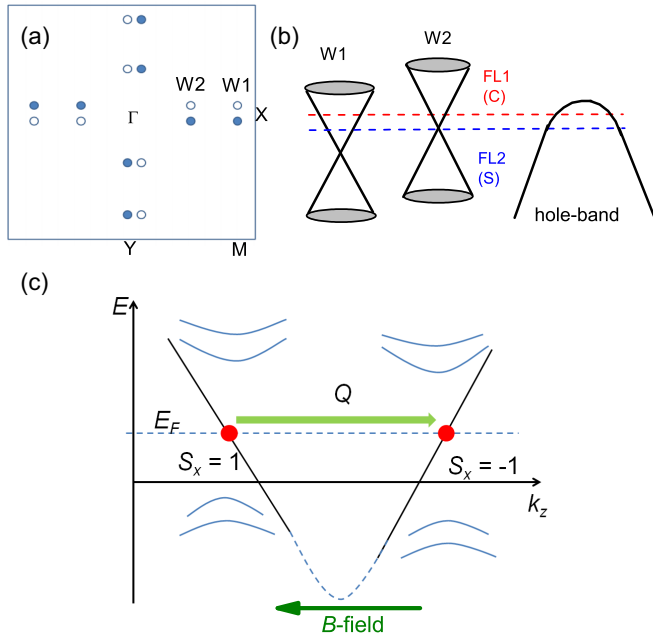 (a)
W2
W1
Γ
X
Y
M
(b)
W1
W2
FL1
(C)
FL2
(S)
hole-band
(c)
E
Q
E_F
S_x = 1
S_x = -1
k_z
B-field